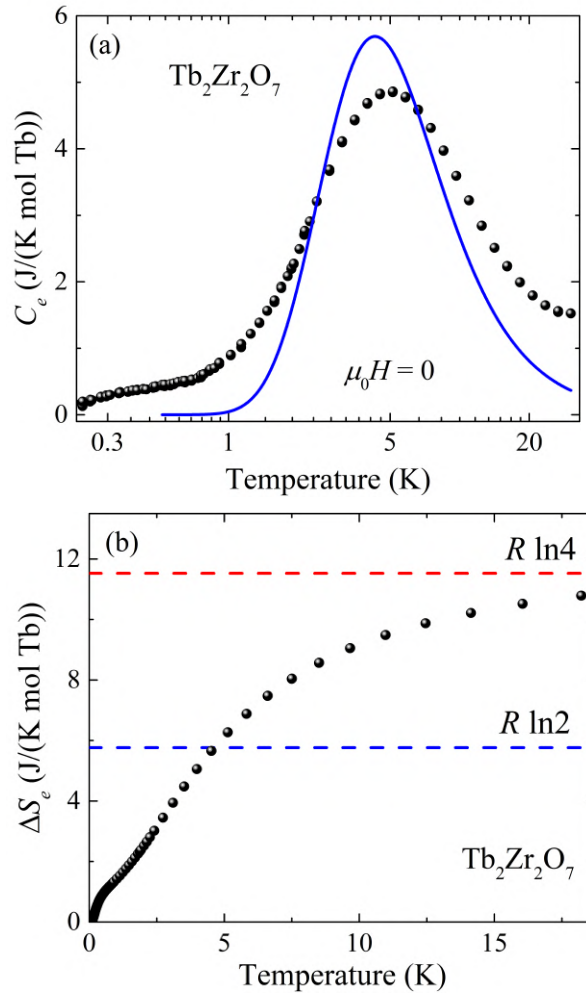 (a)
Tb₂Zr₂O₇
μ₀H = 0
Cₑ (J/(K mol Tb))
6
4
2
0
0.3 1 5 20
Temperature (K)
(b)
R ln4
R ln2
Tb₂Zr₂O₇
ΔSₑ (J/(K mol Tb))
12
8
4
0
0 5 10 15
Temperature (K)